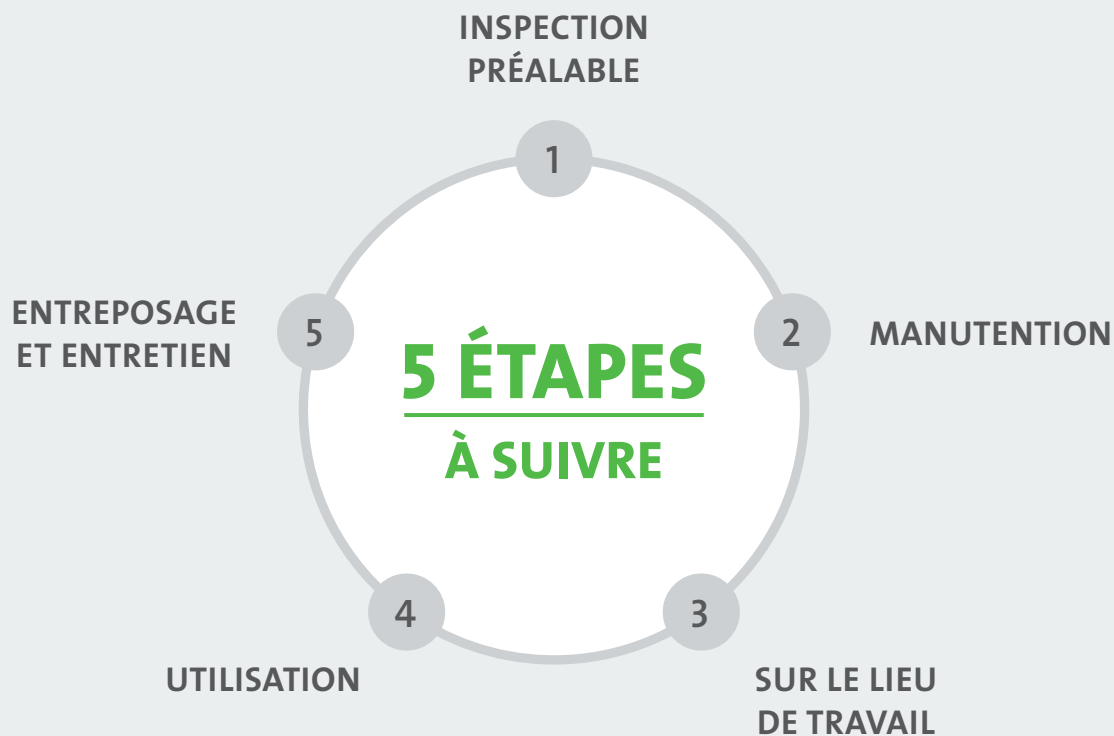 INSPECTION
PRÉALABLE
1
2
MANUTENTION
3
SUR LE LIEU
DE TRAVAIL
4
UTILISATION
5
ENTREPOSAGE
ET ENTRETIEN
5 ÉTAPES
À SUIVRE